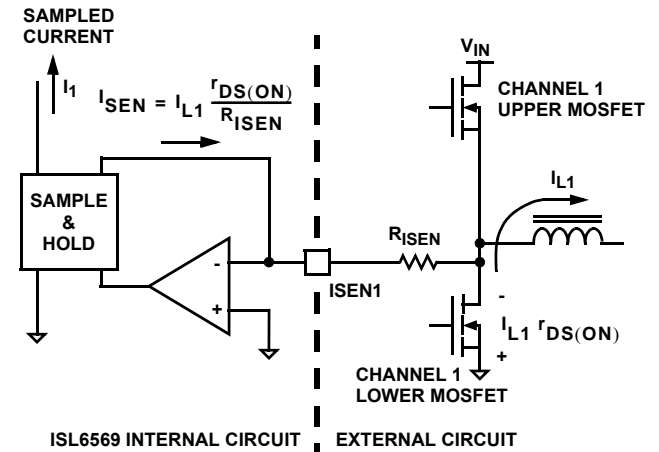 SAMPLED
CURRENT
I1
ISEN = IL1 rDS(ON)
RISEN
SAMPLE
&
HOLD
-
+
ISEN1
RISEN
VIN
CHANNEL 1
UPPER MOSFET
IL1
-
IL1 rDS(ON)
+
CHANNEL 1
LOWER MOSFET
ISL6569 INTERNAL CIRCUIT
EXTERNAL CIRCUIT